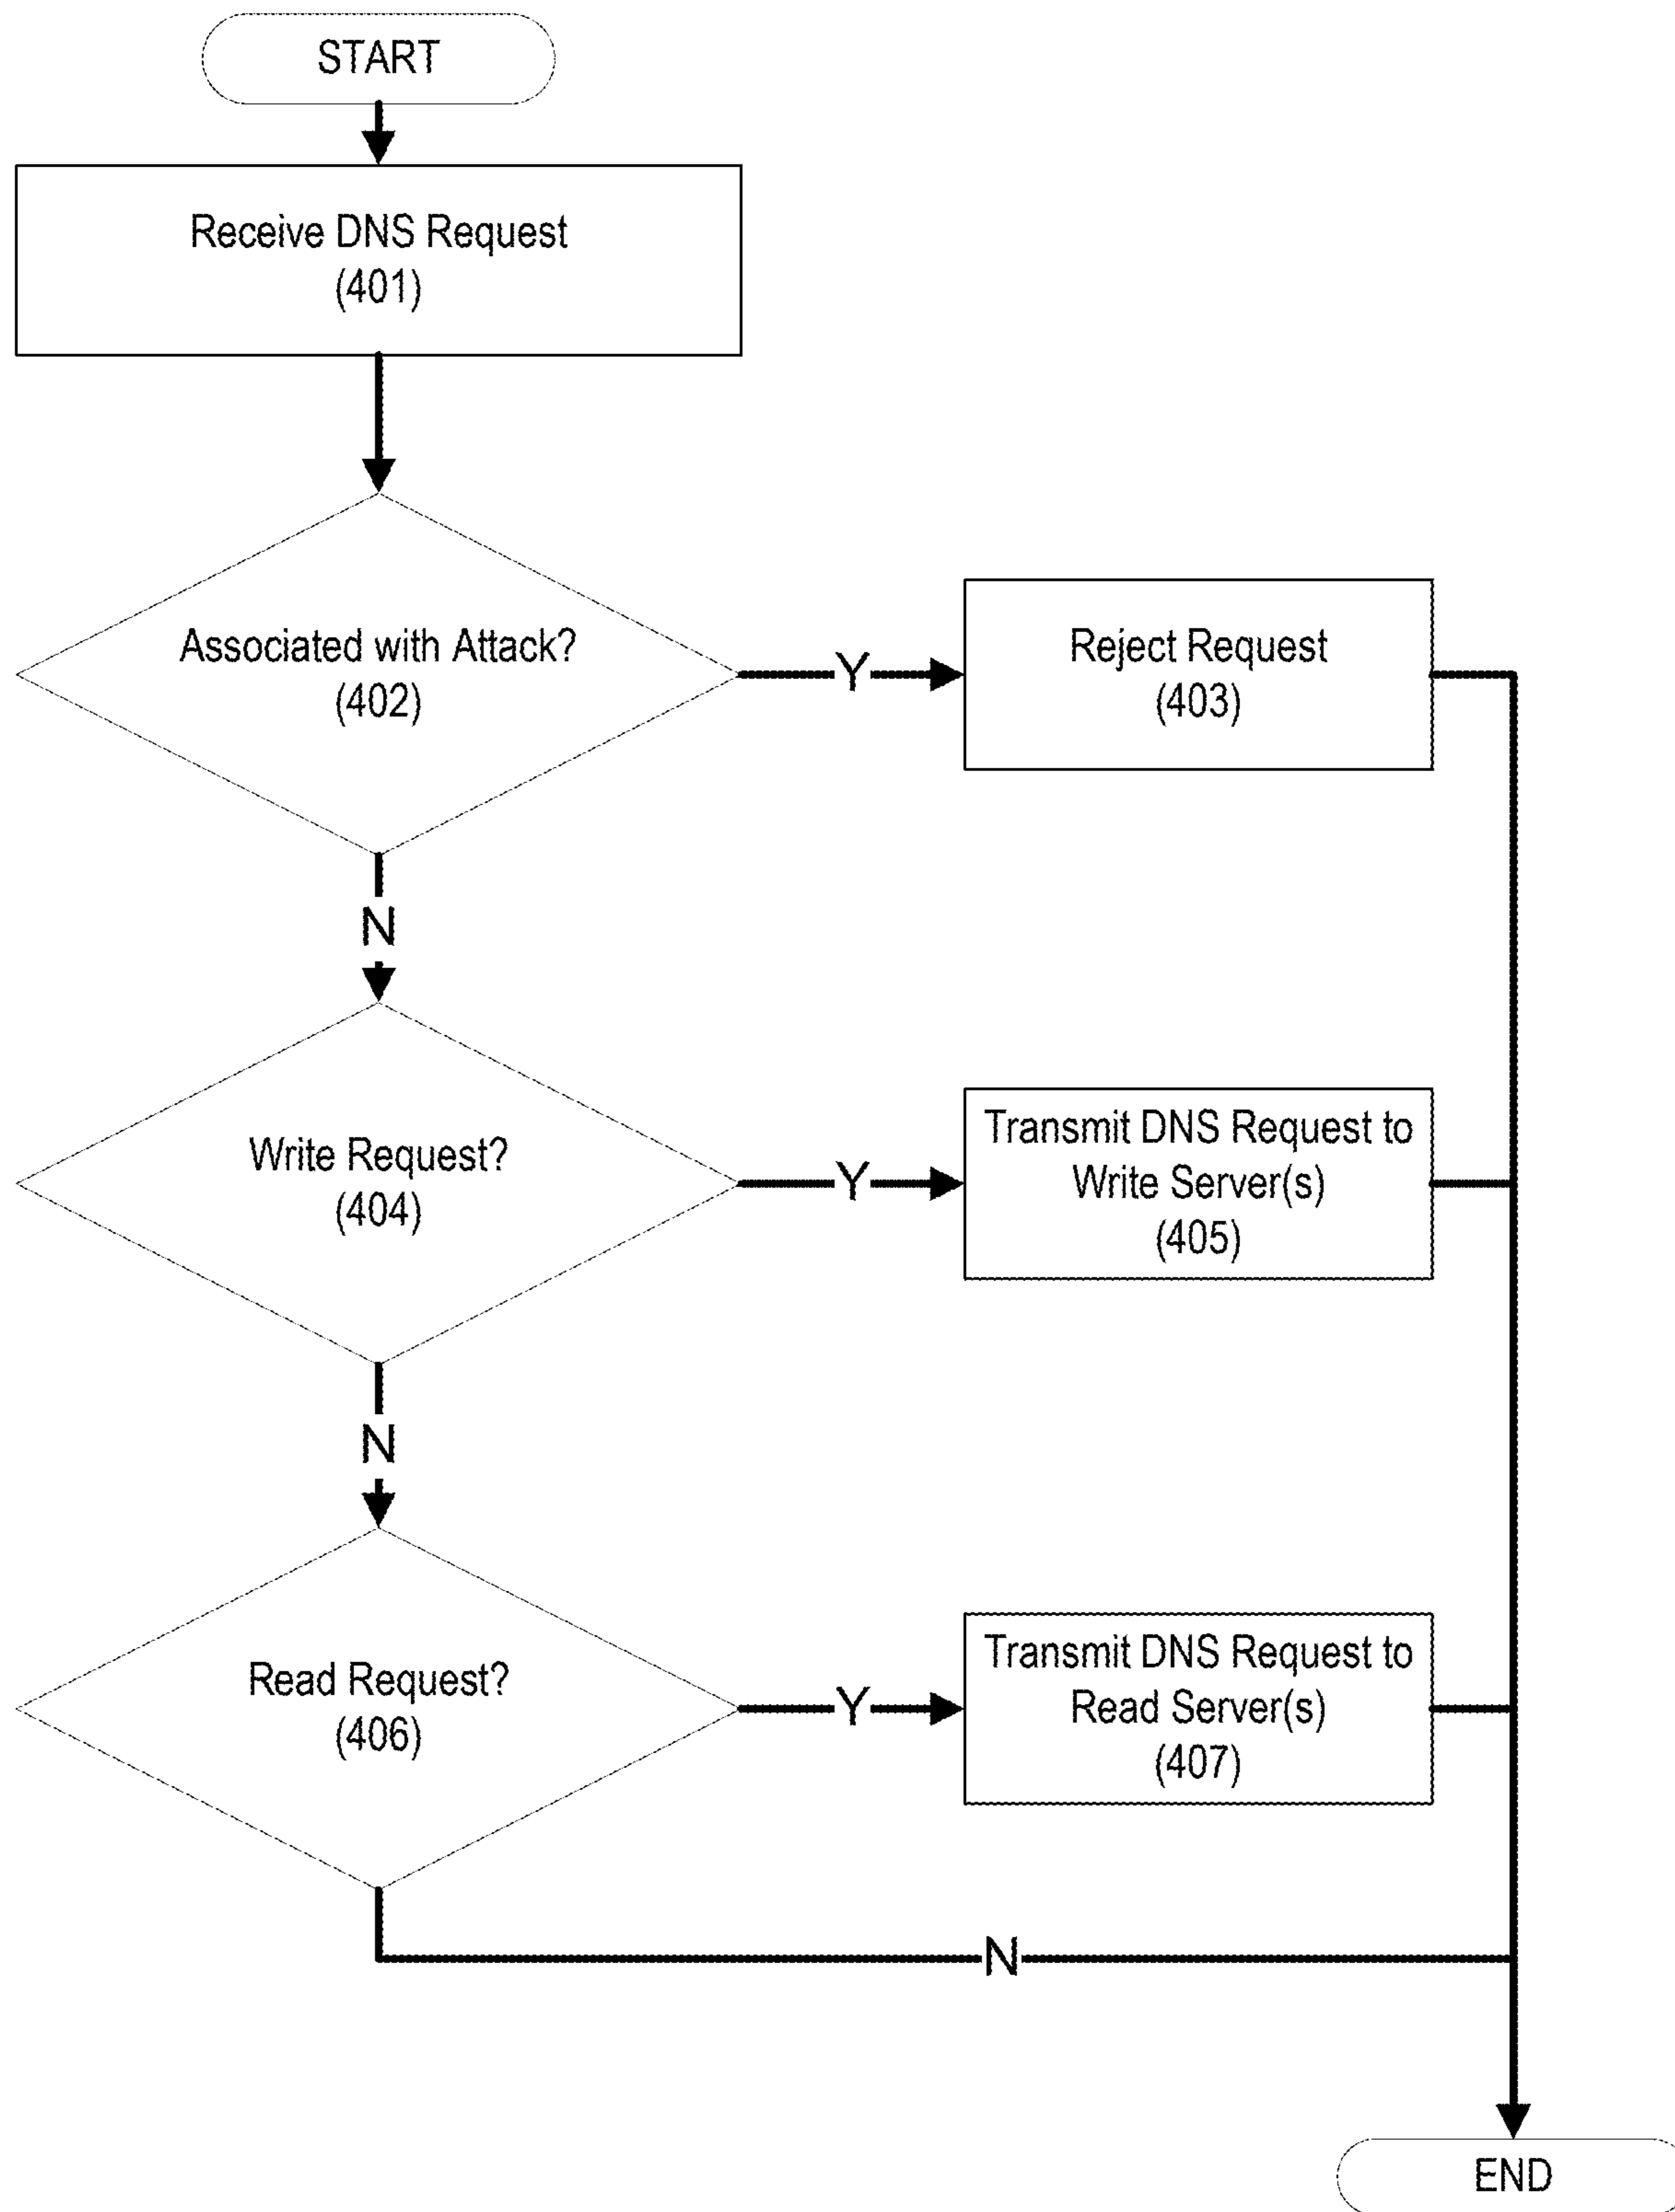 START
Receive DNS Request
(401)
Associated with Attack?
(402)
Y
Reject Request
(403)
N
Write Request?
(404)
Y
Transmit DNS Request to
Write Server(s)
(405)
N
Read Request?
(406)
Y
Transmit DNS Request to
Read Server(s)
(407)
N
END